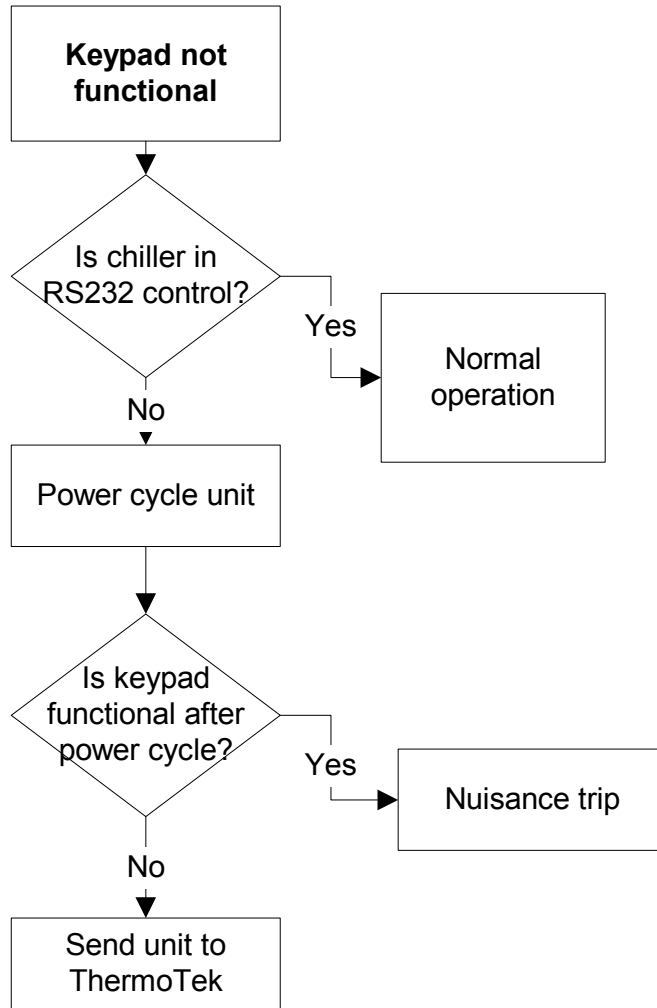 Keypad not
functional
Is chiller in
RS232 control?
Yes
Normal
operation
No
Power cycle unit
Is keypad
functional after
power cycle?
Yes
Nuisance trip
No
Send unit to
ThermoTek